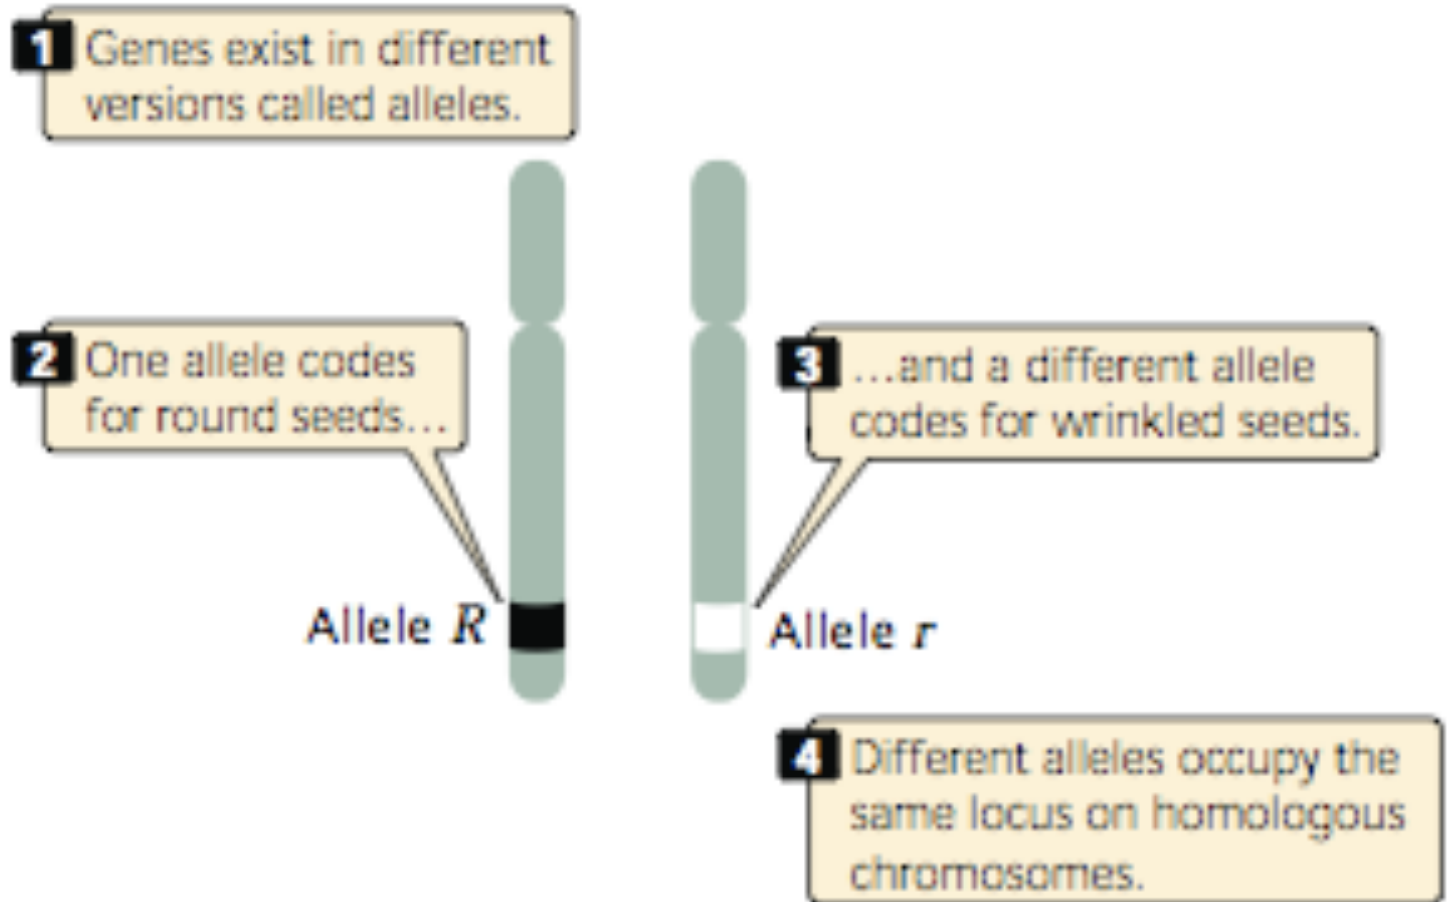 1 Genes exist in different
versions called alleles.
2 One allele codes
for round seeds...
3 ...and a different allele
codes for wrinkled seeds.
Allele R
Allele r
4 Different alleles occupy the
same locus on homologous
chromosomes.